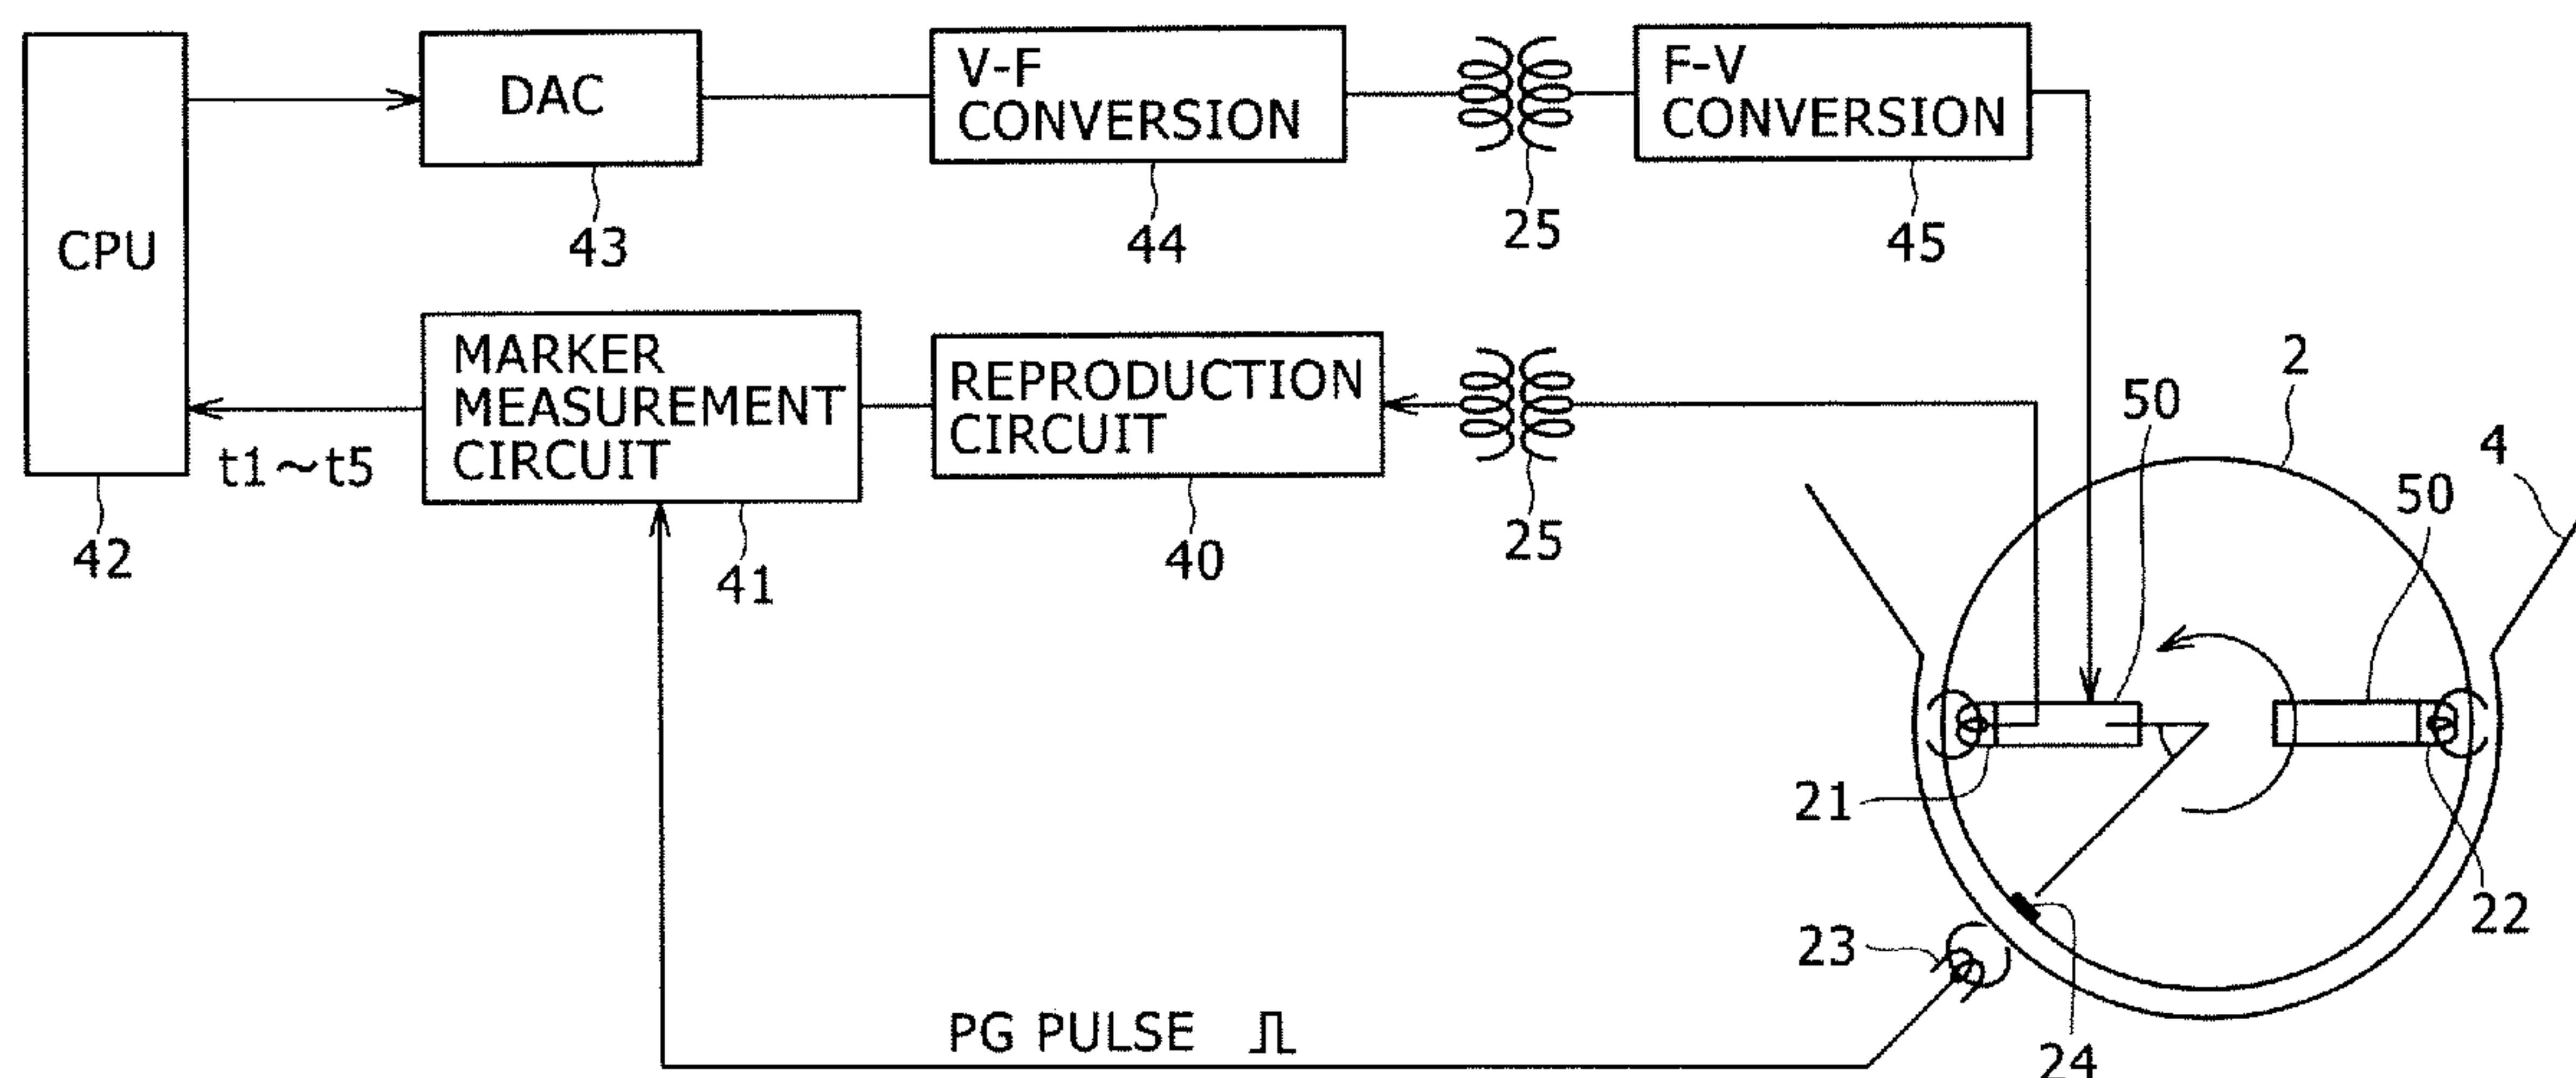 CPU
DAC
V-F
CONVERSION
F-V
CONVERSION
43
44
25
45
MARKER
MEASUREMENT
CIRCUIT
REPRODUCTION
CIRCUIT
t1~t5
42
41
40
25
2
50
50
4
21
22
23
24
PG PULSE